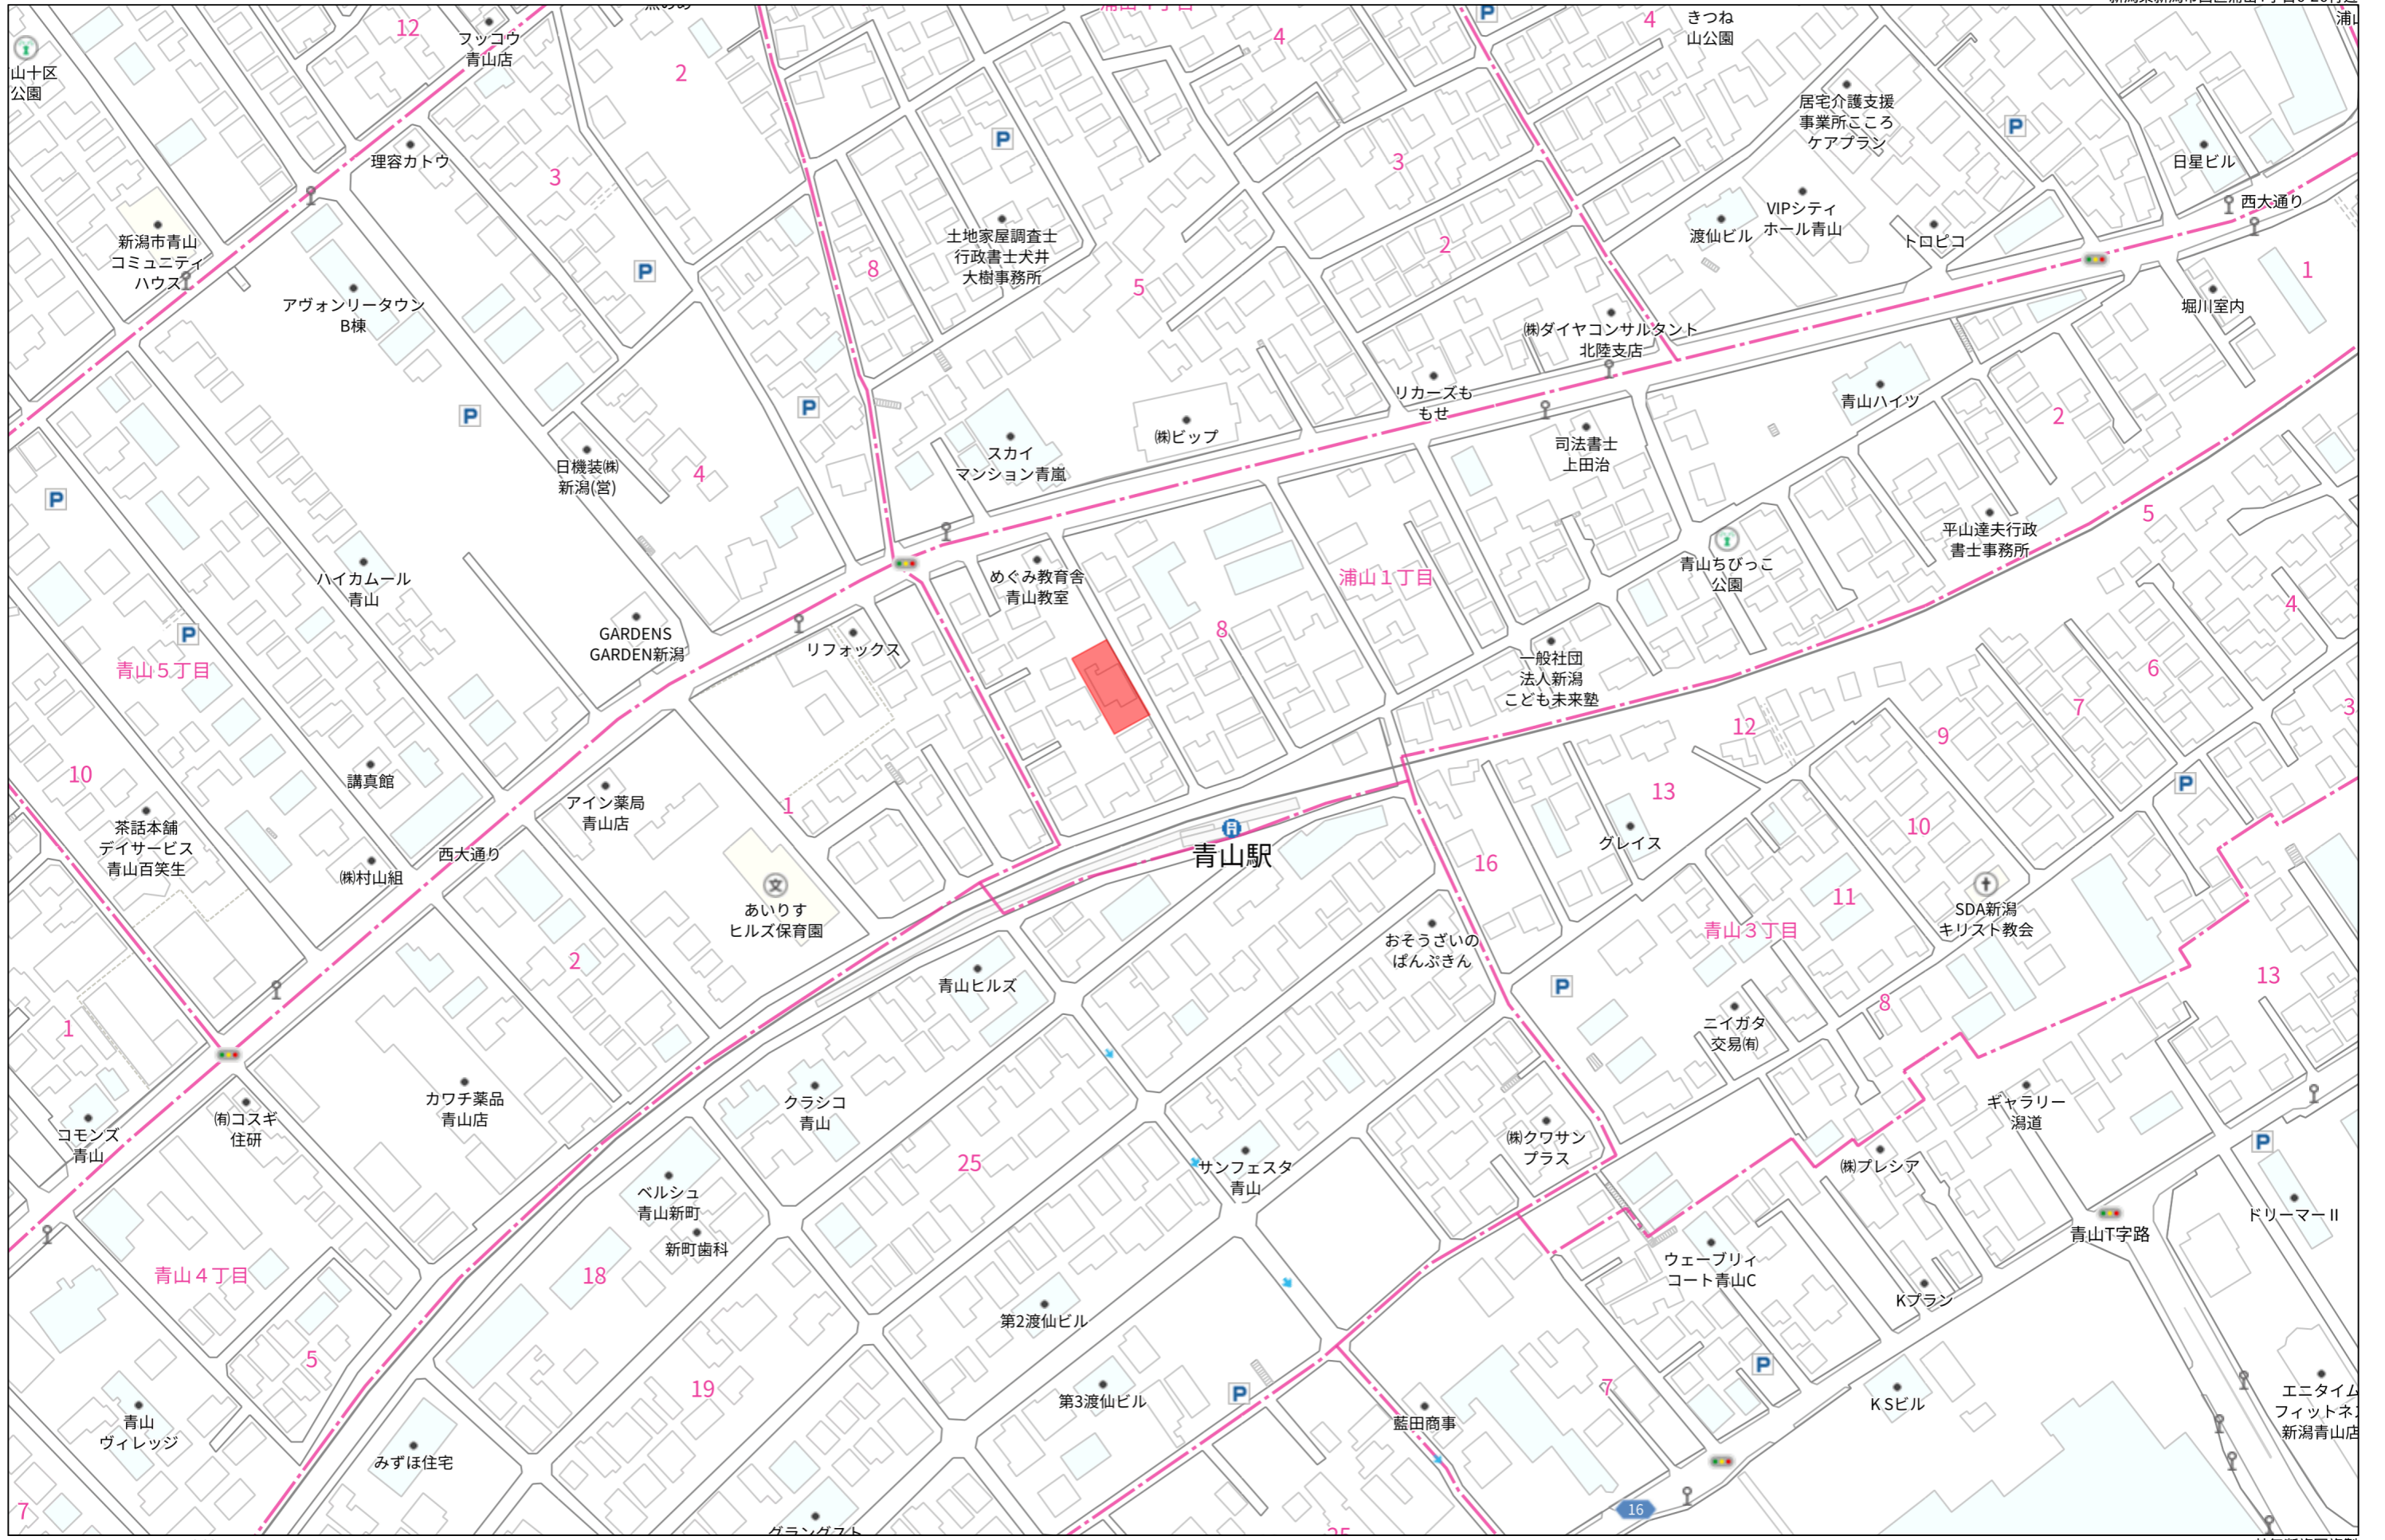 12
フッコウ
青山店
2
4
4
きつね
山公園
山十区
公園
理容カトウ
3
3
居宅介護支援
事業所こころ
ケアプラン
日星ビル
西大通り
新潟市青山
コミュニティ
ハウス
アヴォンリータウン
B棟
8
土地家屋調査士
行政書士犬井
大樹事務所
5
2
渡仙ビル
VIPシティ
ホール青山
トロピコ
1
堀川室内
㈱ダイヤコンサルタント
北陸支店
リカーズも
もせ
青山ハイツ
2
㈱ビップ
スカイ
マンション青嵐
司法書士
上田治
日機装㈱
新潟(営)
4
平山達夫行政
書士事務所
5
ハイカムール
青山
めぐみ教育舎
青山教室
浦山１丁目
青山ちびっこ
公園
4
GARDENS
GARDEN新潟
リフォックス
8
青山５丁目
一般社団
法人新潟
こども未来塾
6
7
3
12
9
10
講真館
アイン薬局
青山店
1
13
10
茶話本舗
デイサービス
青山百笑生
㈱村山組
西大通り
青山駅
16
グレイス
11
あいりす
ヒルズ保育園
SDA新潟
キリスト教会
青山３丁目
おそうざいの
ぱんぷきん
2
青山ヒルズ
13
8
1
ニイガタ
交易㈲
コモンズ
青山
㈲コスギ
住研
カワチ薬品
青山店
クラシコ
青山
ギャラリー
潟道
25
サンフェスタ
青山
㈱クワサン
プラス
㈱プレシア
ベルシュ
青山新町
新町歯科
ドリーマーⅡ
青山T字路
青山４丁目
18
ウェーブリィ
コート青山C
Kプラン
第2渡仙ビル
5
19
第3渡仙ビル
7
KSビル
青山
ヴィレッジ
藍田商事
みずほ住宅
エニタイム
フィットネ
新潟青山店
7
16